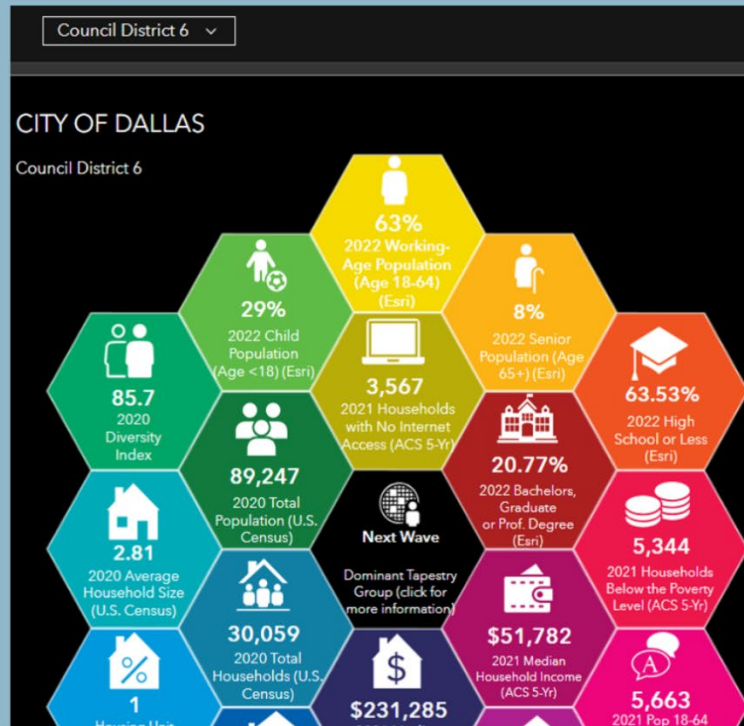 Council District 6
CITY OF DALLAS
Council District 6
63%
2022 Working-
Age Population
(Age 18-64)
(Esri)
29%
2022 Child
Population
(Age <18) (Esri)
8%
2022 Senior
Population (Age
65+) (Esri)
85.7
2020
Diversity
Index
3,567
2021 Households
with No Internet
Access (ACS 5-Yr)
63.53%
2022 High
School or Less
(Esri)
89,247
2020 Total
Population (U.S.
Census)
20.77%
2022 Bachelors,
Graduate
or Prof. Degree
(Esri)
2.81
2020 Average
Household Size
(U.S. Census)
Next Wave
Dominant Tapestry
Group (click for
more information)
5,344
2021 Households
Below the Poverty
Level (ACS 5-Yr)
30,059
2020 Total
Households (U.S.
Census)
$51,782
2021 Median
Household Income
(ACS 5-Yr)
%
1
$
$231,285
A
5,663
2021 Pop 18-64